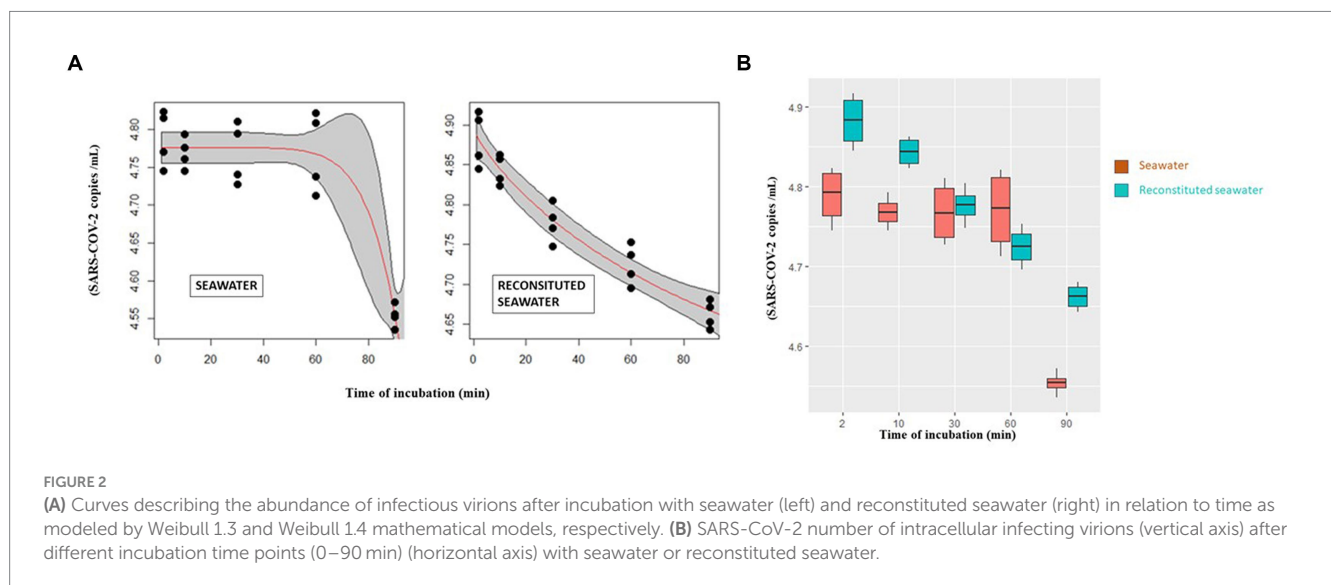 A
B
(SARS-COV-2 copies /mL)
4.80
4.75
4.70
4.60
4.55
SEAWATER
0 20 40 60 80
4.90
4.85
4.80
4.75
4.70
4.65
RECONSITUTED
SEAWATER
0 20 40 60 80
Time of incubation (min)
(SARS-COV-2 copies /mL)
4.9
4.8
4.7
4.6
2 10 30 60 90
Time of incubation (min)
Seawater
Reconstituted seawater
FIGURE 2
(A) Curves describing the abundance of infectious virions after incubation with seawater (left) and reconstituted seawater (right) in relation to time as
modeled by Weibull 1.3 and Weibull 1.4 mathematical models, respectively. (B) SARS-CoV-2 number of intracellular infecting virions (vertical axis) after
different incubation time points (0–90 min) (horizontal axis) with seawater or reconstituted seawater.